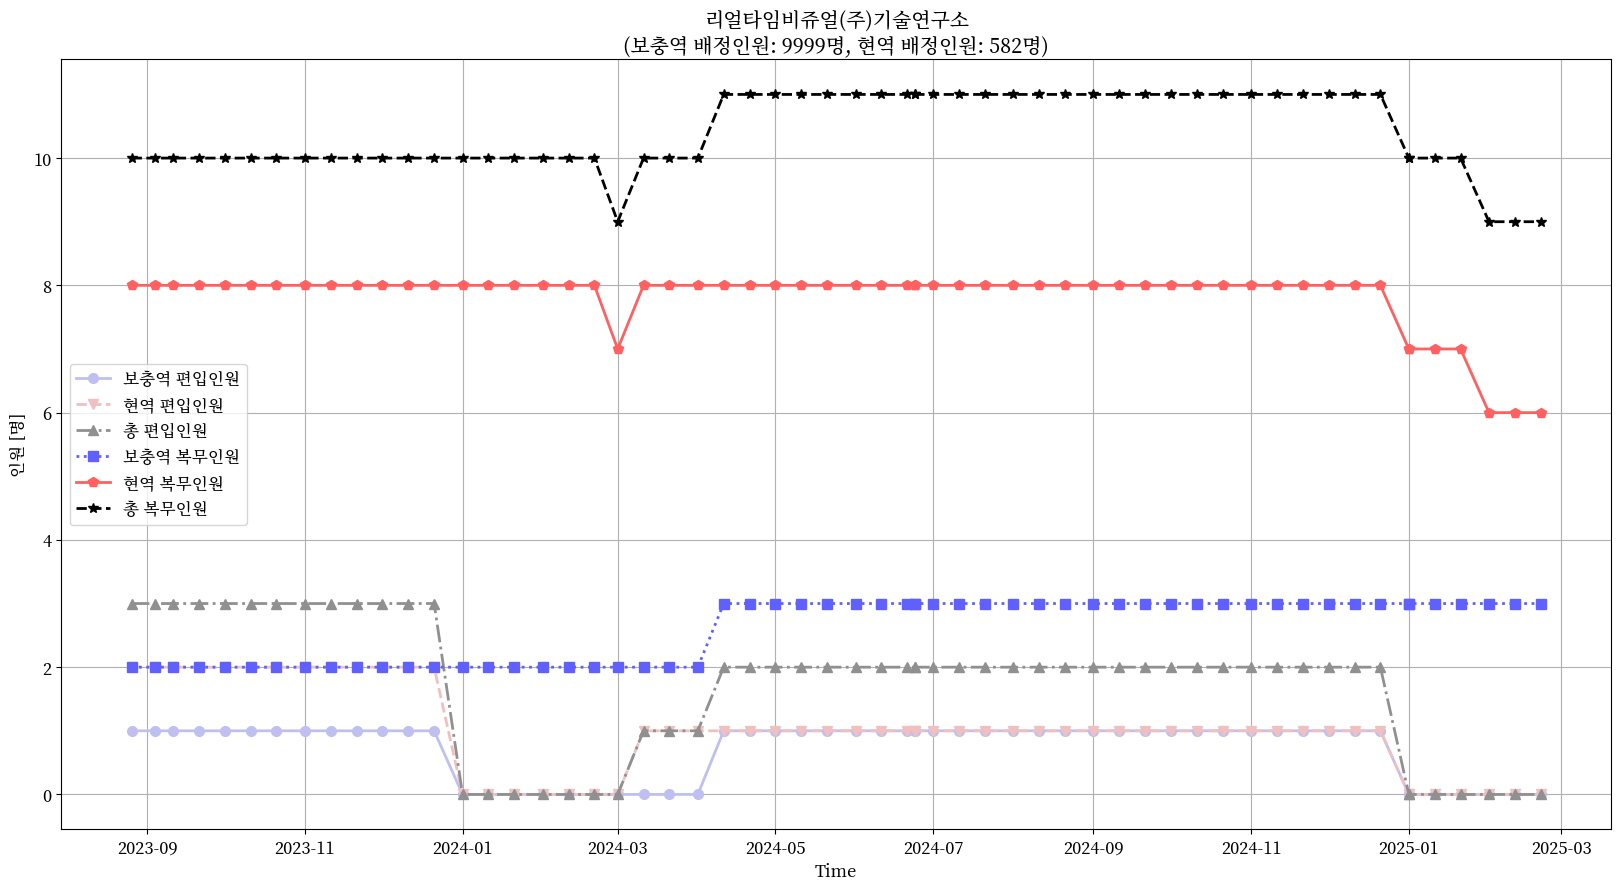 리얼타임비쥬얼(주)기술연구소
(보충역 배정인원: 9999명, 현역 배정인원: 582명)
인원 [명]
10
8
6
4
2
0
보충역 편입인원
현역 편입인원
총 편입인원
보충역 복무인원
현역 복무인원
총 복무인원
2023-09 2023-11 2024-01 2024-03 2024-05 2024-07 2024-09 2024-11 2025-01 2025-03
Time